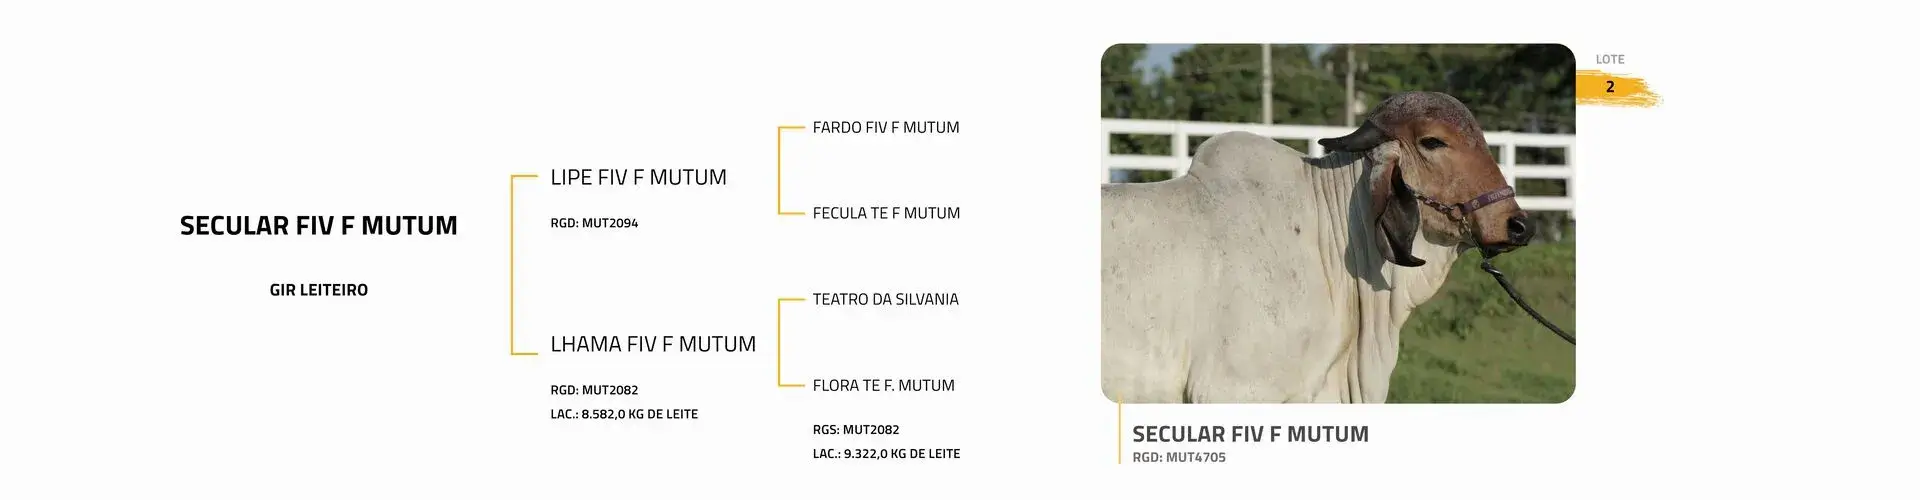 SECULAR FIV F MUTUM
GIR LEITEIRO
LIPE FIV F MUTUM
RGD: MUT2094
LHAMA FIV F MUTUM
RGD: MUT2082
LAC.: 8.582,0 KG DE LEITE
FARDO FIV F MUTUM
FECULA TE F MUTUM
TEATRO DA SILVANIA
FLORA TE F. MUTUM
RGS: MUT2082
LAC.: 9.322,0 KG DE LEITE
LOTE
2
SECULAR FIV F MUTUM
RGD: MUT4705